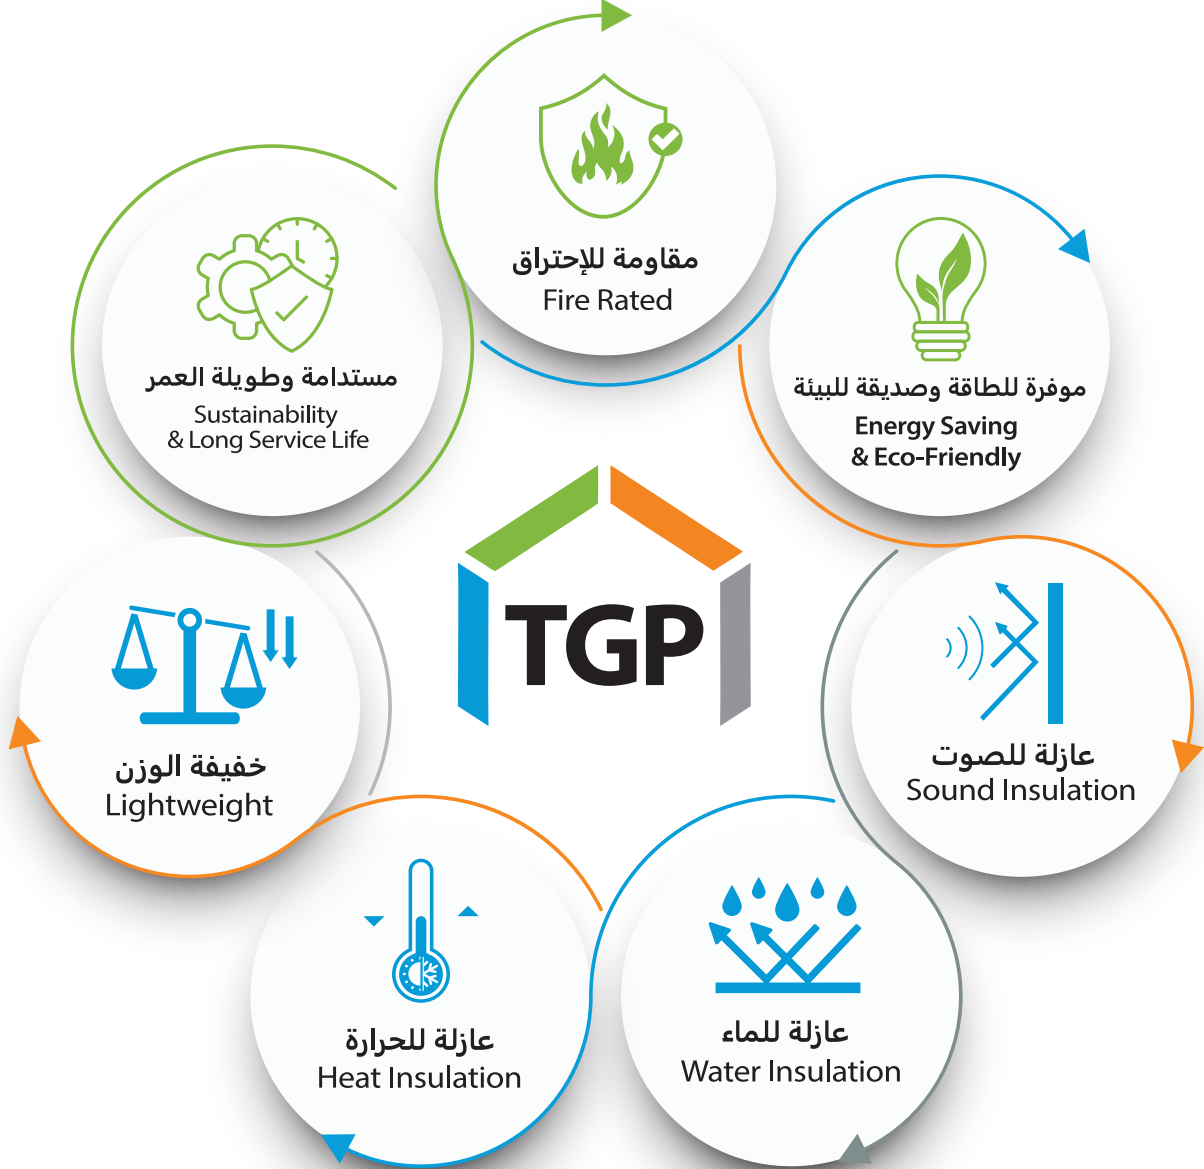 مقاومة للإحتراق
Fire Rated
موفرة للطاقة وصديقة للبيئة
Energy Saving
& Eco-Friendly
عازلة للصوت
Sound Insulation
عازلة للماء
Water Insulation
عازلة للحرارة
Heat Insulation
خفيفة الوزن
Lightweight
مستدامة وطويلة العمر
Sustainability
& Long Service Life
TGP